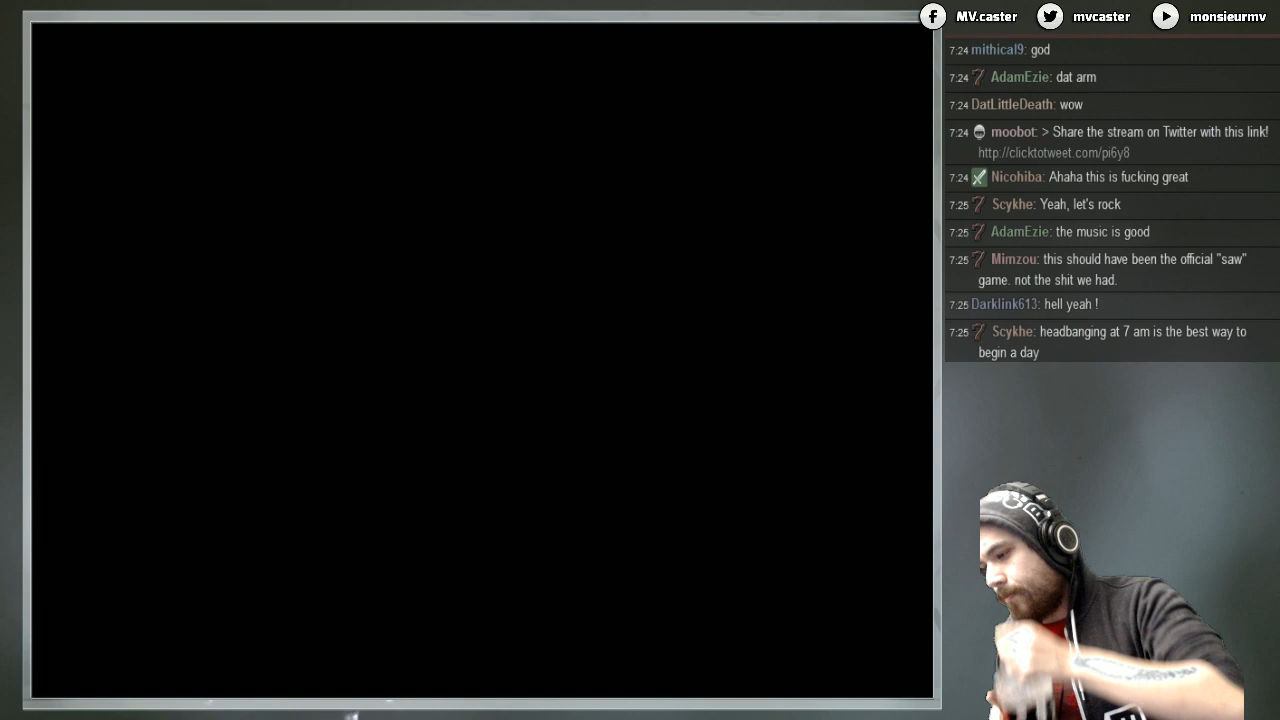 MV.caster mvcaster monsieurmv
7:24 mithical9: god
7:24 AdamEzie: dat arm
7:24 DatLittleDeath: wow
7:24 moobot: > Share the stream on Twitter with this link!
http://clicktotweet.com/pi6y8
7:24 Nicohiba: Ahaha this is fucking great
7:25 Scykhe: Yeah, let's rock
7:25 AdamEzie: the music is good
7:25 Mimzou: this should have been the official "saw"
game. not the shit we had.
7:25 Darklink613: hell yeah !
7:25 Scykhe: headbanging at 7 am is the best way to
begin a day